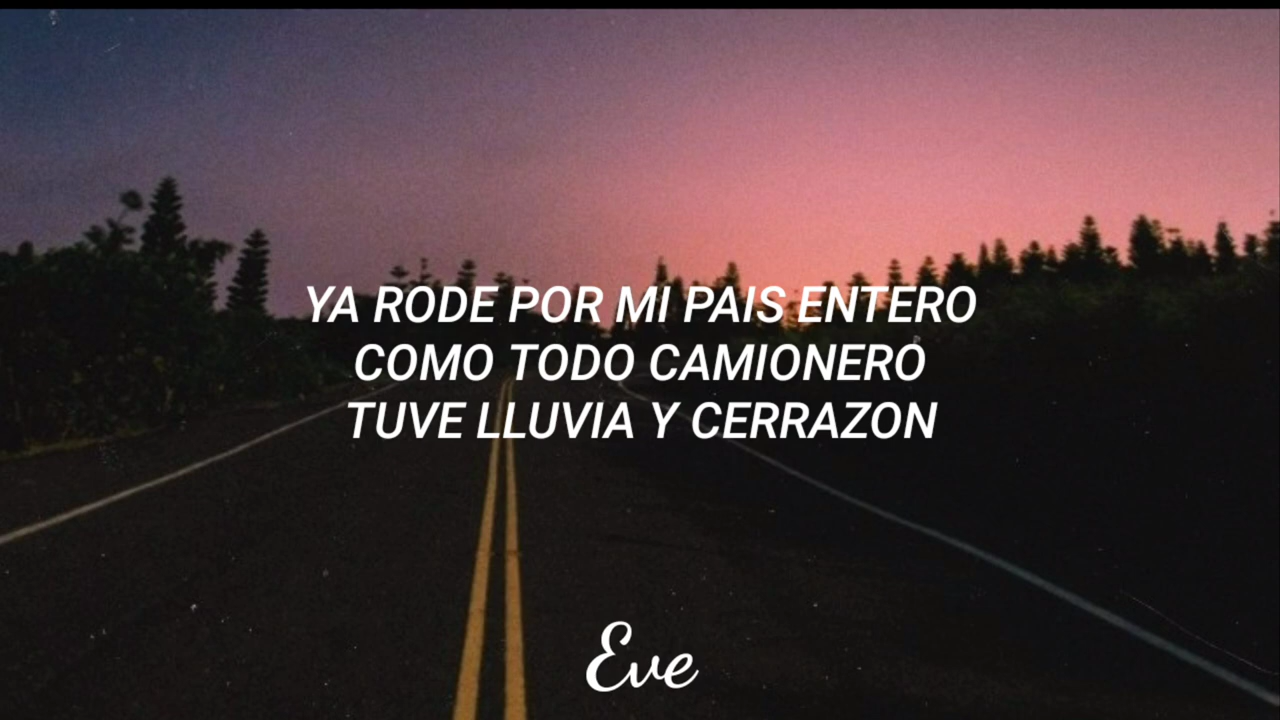 YA RODE POR MI PAIS ENTERO
COMO TODO CAMIONERO
TUVE LLUVIA Y CERRAZON
Eve